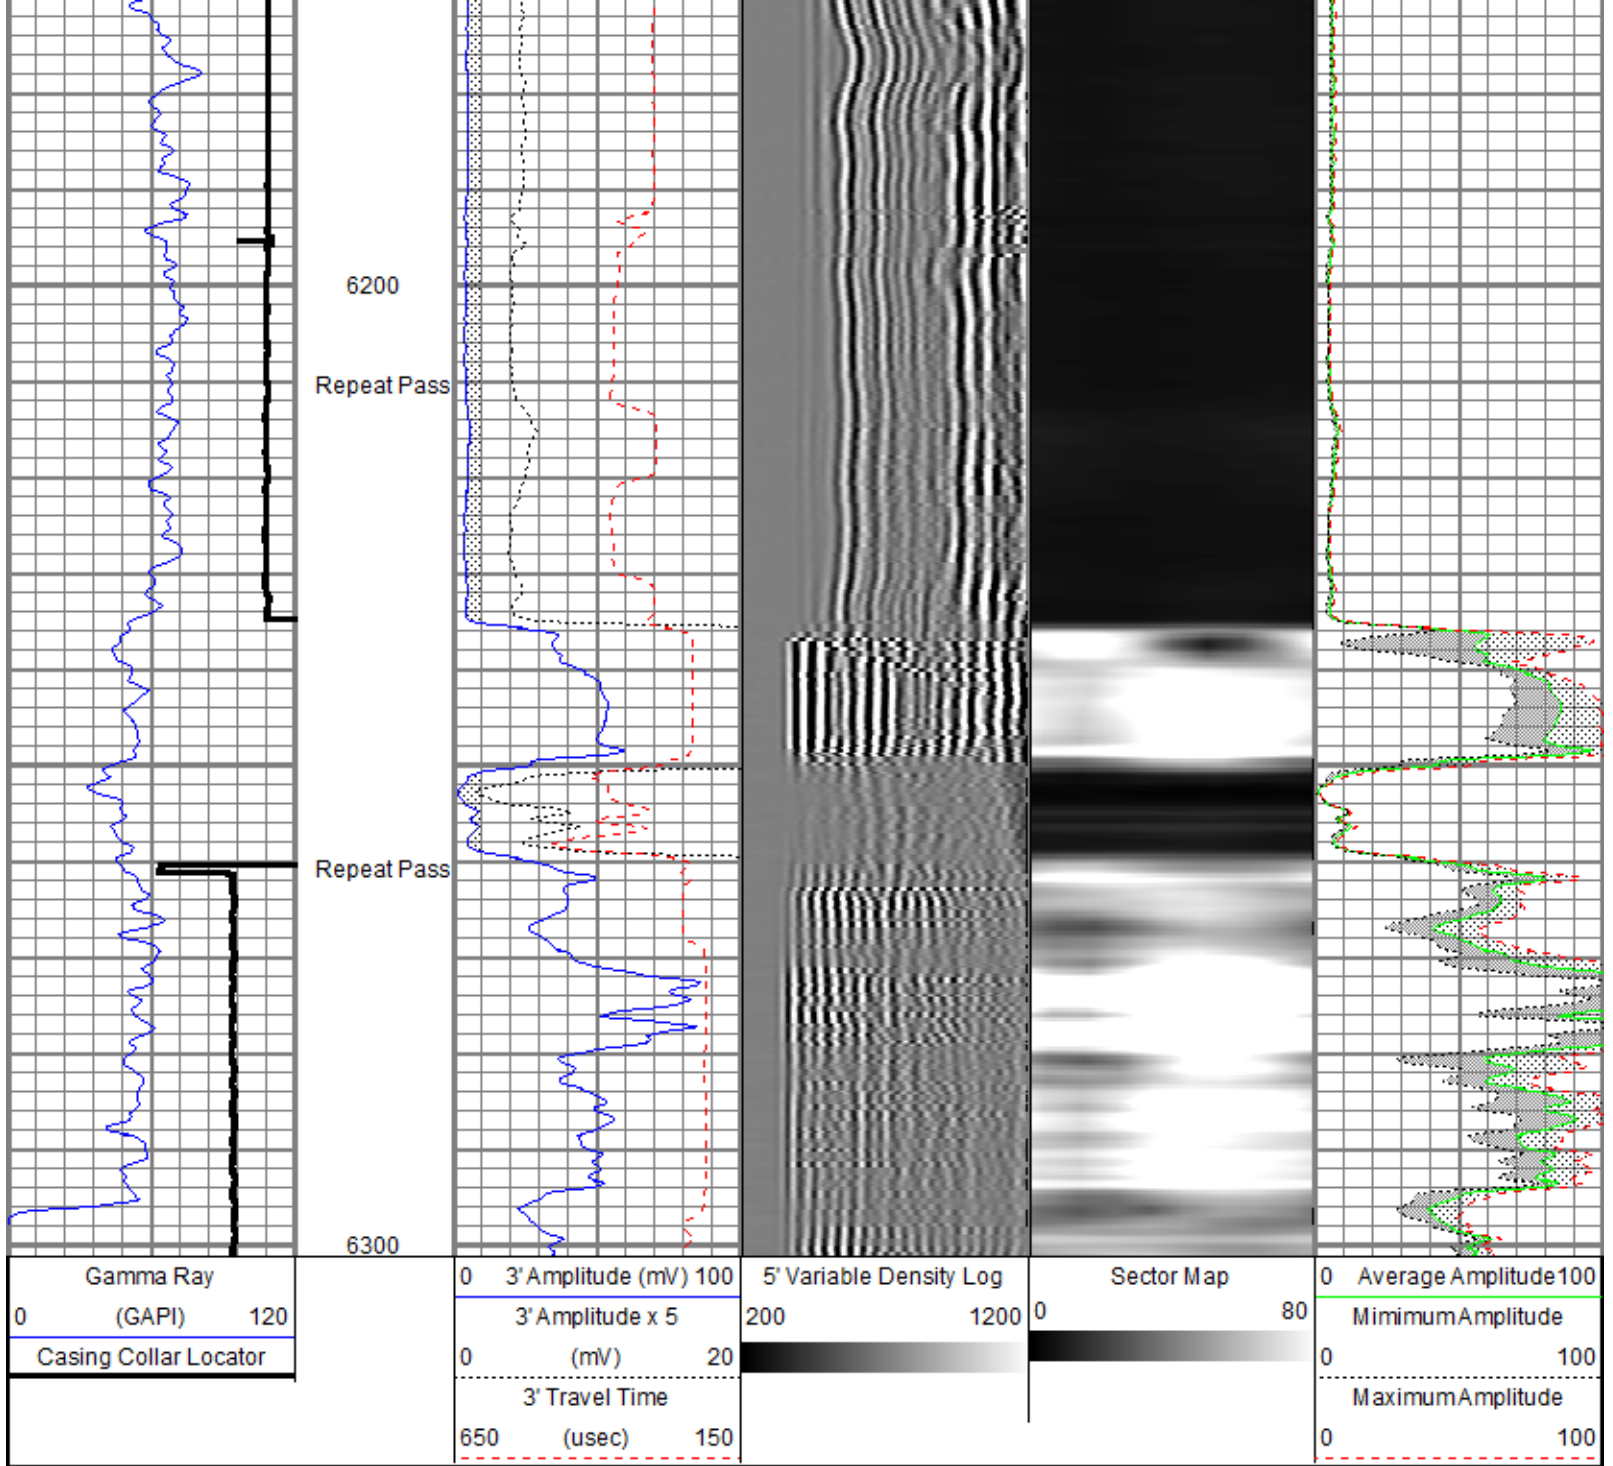 6200
Repeat Pass
Repeat Pass
6300
Gamma Ray
0 (GAPI) 120
Casing Collar Locator
0 3' Amplitude (mV) 100
3' Amplitude x 5
0 (mV) 20
3' Travel Time
650 (usec) 150
5' Variable Density Log
200 1200
Sector Map
0 80
0 Average Amplitude 100
Mimimum Amplitude
0 100
Maximum Amplitude
0 100